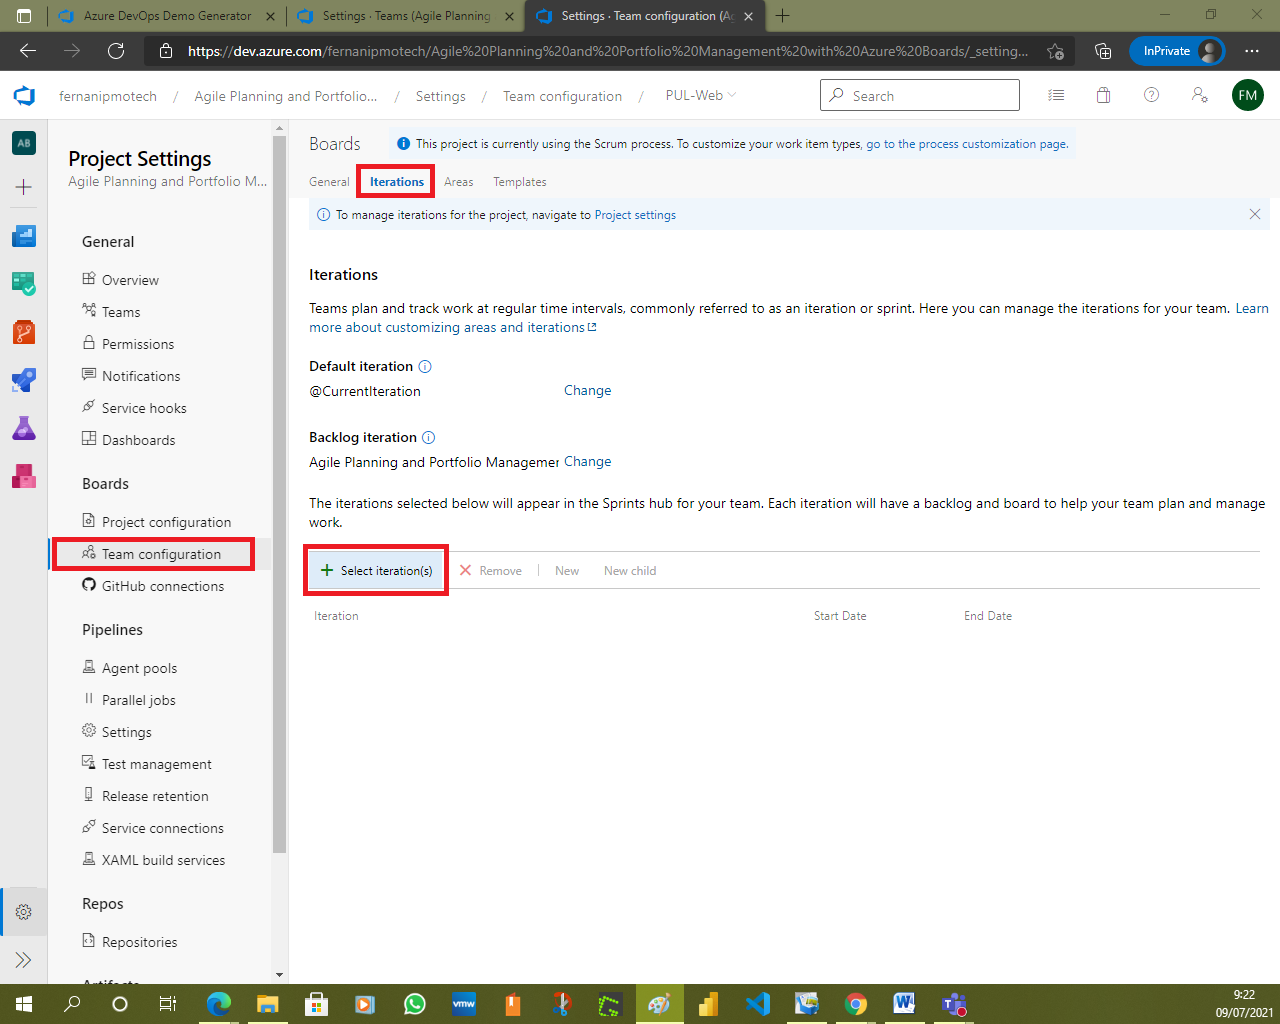 Azure DevOps Demo Generator
Settings · Teams (Agile Planning
Settings · Team configuration (Ag
https://dev.azure.com/fernanipmotech/Agile%20Planning%20and%20Portfolio%20Management%20with%20Azure%20Boards/_setting...
InPrivate
fernanipmotech / Agile Planning and Portfolio... / Settings / Team configuration / PUL-Web
Search
FM
AB
Project Settings
Agile Planning and Portfolio M...
General
Overview
Teams
Permissions
Notifications
Service hooks
Dashboards
Boards
Project configuration
Team configuration
GitHub connections
Pipelines
Agent pools
Parallel jobs
Settings
Test management
Release retention
Service connections
XAML build services
Repos
Repositories
Artifacts
Boards
This project is currently using the Scrum process. To customize your work item types, go to the process customization page.
General Iterations Areas Templates
To manage iterations for the project, navigate to Project settings
Iterations
Teams plan and track work at regular time intervals, commonly referred to as an iteration or sprint. Here you can manage the iterations for your team. Learn
more about customizing areas and iterations
Default iteration
@CurrentIteration Change
Backlog iteration
Agile Planning and Portfolio Managemer Change
The iterations selected below will appear in the Sprints hub for your team. Each iteration will have a backlog and board to help your team plan and manage
work.
Select iteration(s) Remove New New child
Iteration Start Date End Date
vmw
9:22
09/07/2021